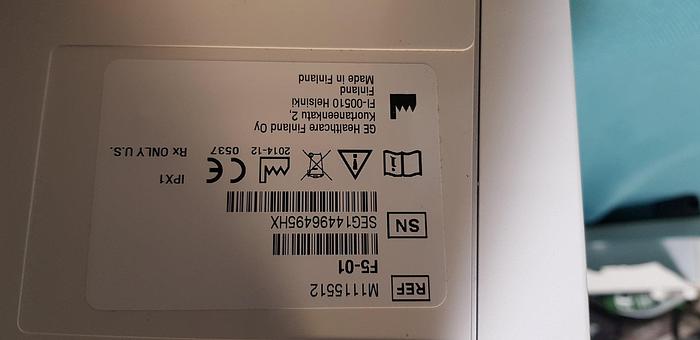 REF M1115512
F5-01
SN SEG14496495HX
2014-12 0537 IPX1 Rx ONLY U.S.
GE Healthcare Finland Oy
Kuortaneenkatu 2,
FI-00510 Helsinki
Finland
Made in Finland